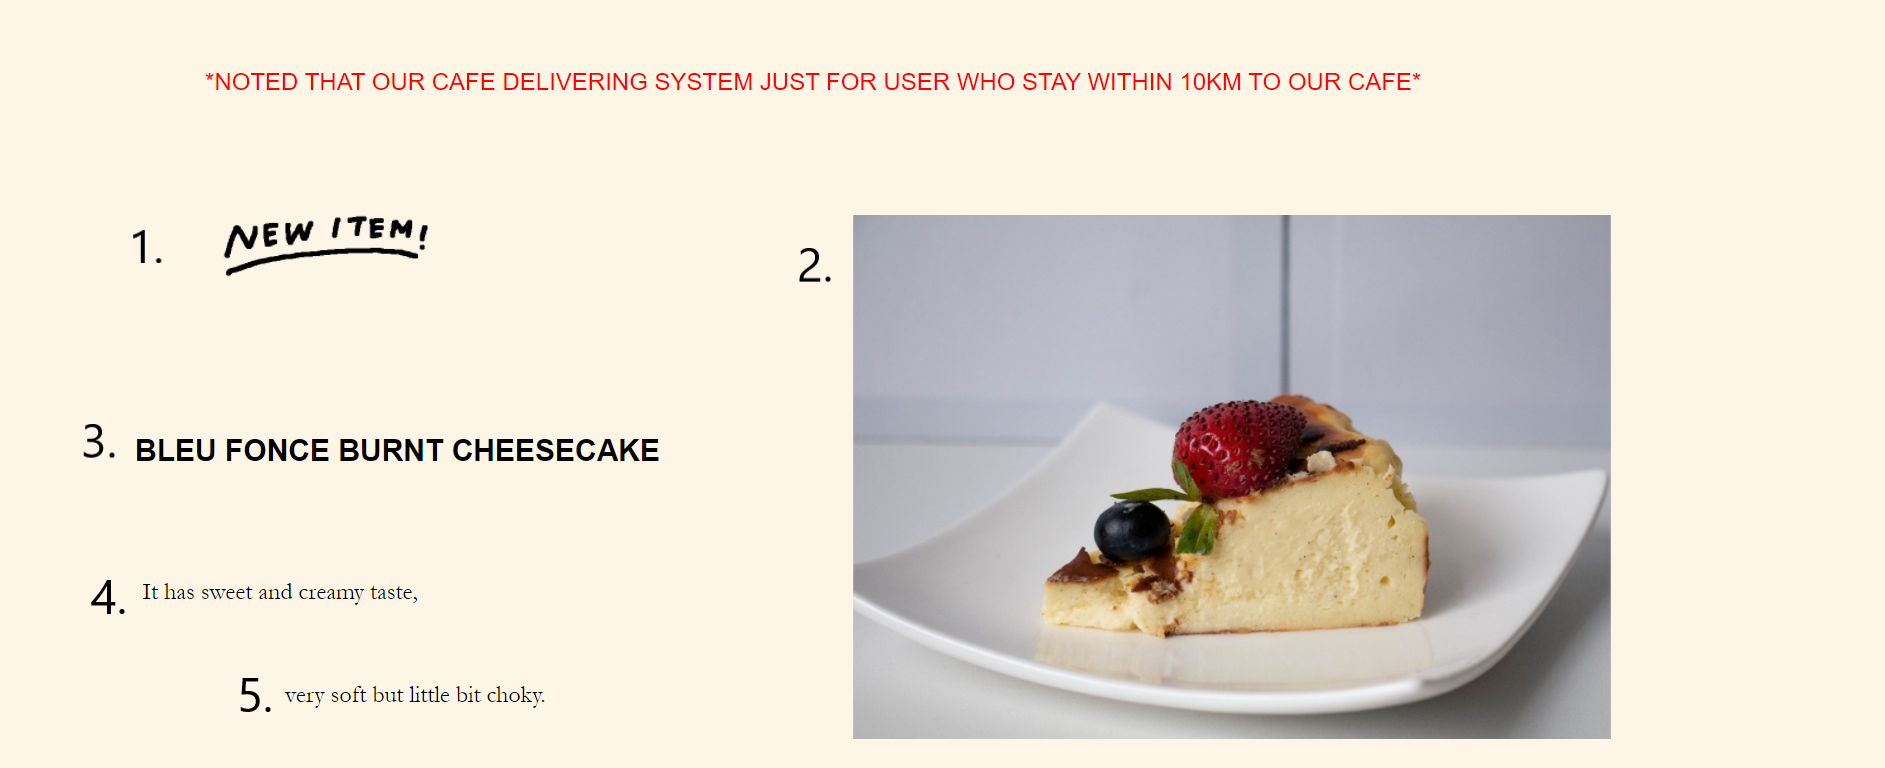 *NOTED THAT OUR CAFE DELIVERING SYSTEM JUST FOR USER WHO STAY WITHIN 10KM TO OUR CAFE*
1. NEW ITEM!
2.
3. BLEU FONCE BURNT CHEESECAKE
4. It has sweet and creamy taste,
5. very soft but little bit choky.